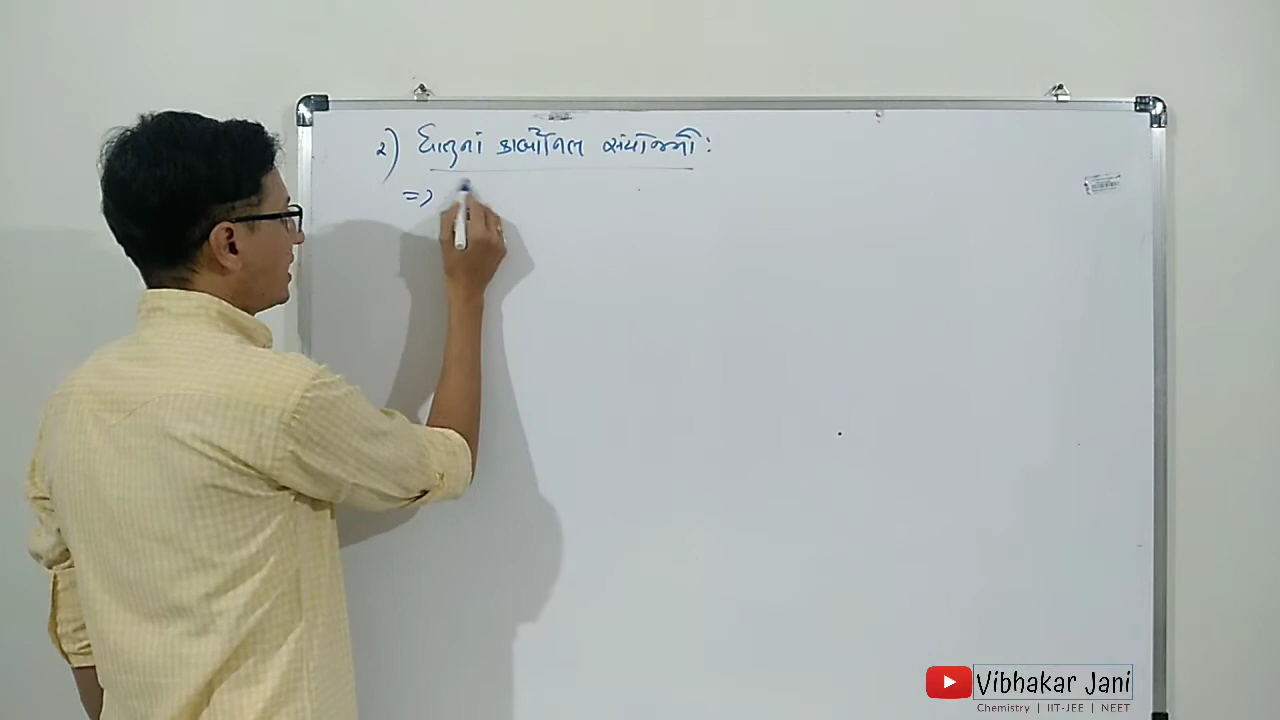 ૨) ધાતુનાં કાર્બોનિલ સંયોજનો :
=>
Vibhakar Jani
Chemistry | IIT-JEE | NEET